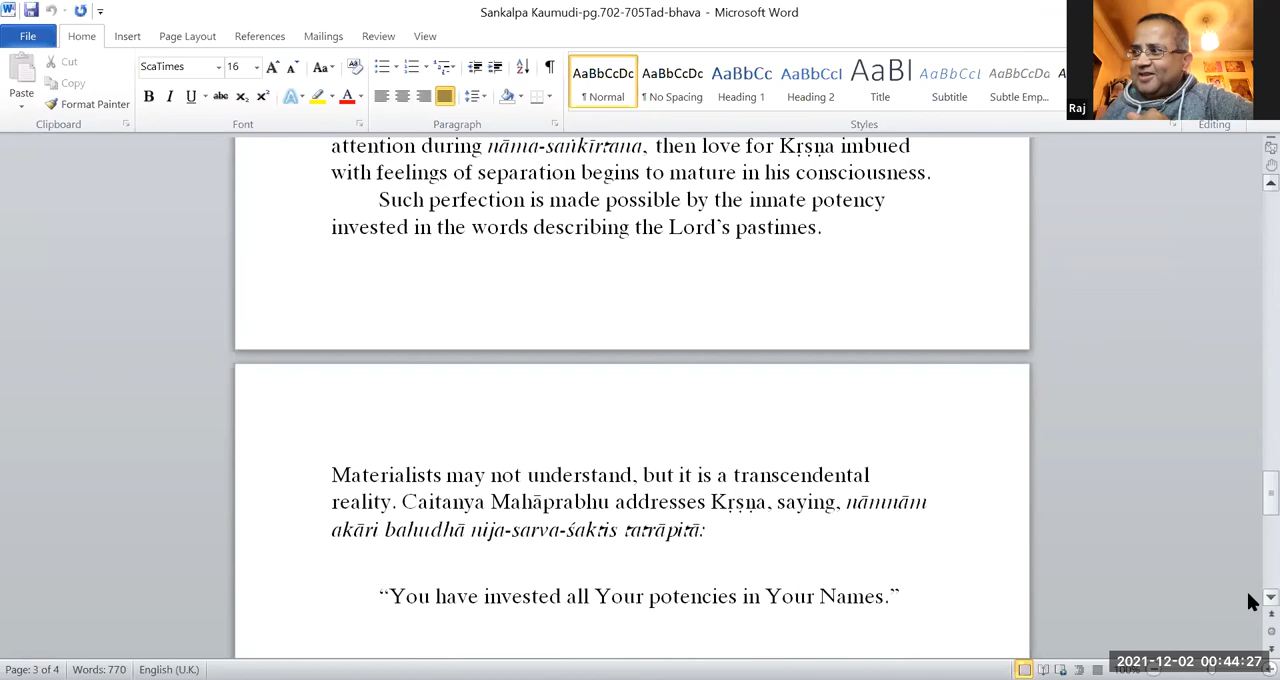 Sankalpa Kaumudi-pg.702-705Tad-bhava - Microsoft Word
File Home Insert Page Layout References Mailings Review View
Paste Cut Copy Format Painter
ScaTimes 16
AaBbCcDc AaBbCcDc AaBbCc AaBbCcI AaBI AaBbCcL AaBbCcDc
¶ Normal ¶ No Spacing Heading 1 Heading 2 Title Subtitle Subtle Emp...
Clipboard Font Paragraph Styles Editing
Raj
attention during nāma-saṅkīrtana, then love for Kṛṣṇa imbued
with feelings of separation begins to mature in his consciousness.
Such perfection is made possible by the innate potency
invested in the words describing the Lord’s pastimes.
Materialists may not understand, but it is a transcendental
reality. Caitanya Mahāprabhu addresses Kṛṣṇa, saying, nāmnām
akāri bahudhā nija-sarva-śaktis tatrāpitā:
“You have invested all Your potencies in Your Names.”
Page: 3 of 4 Words: 770 English (U.K.) 100%
2021-12-02 00:44:27